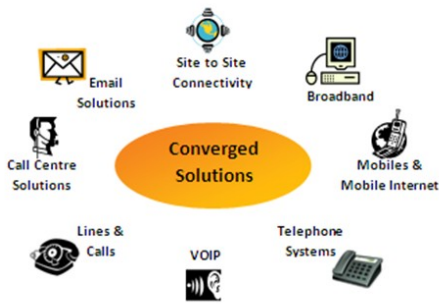 Site to Site
Connectivity
Email
Solutions
Broadband
Call Centre
Solutions
Converged
Solutions
Mobiles &
Mobile Internet
Lines &
Calls
VOIP
Telephone
Systems